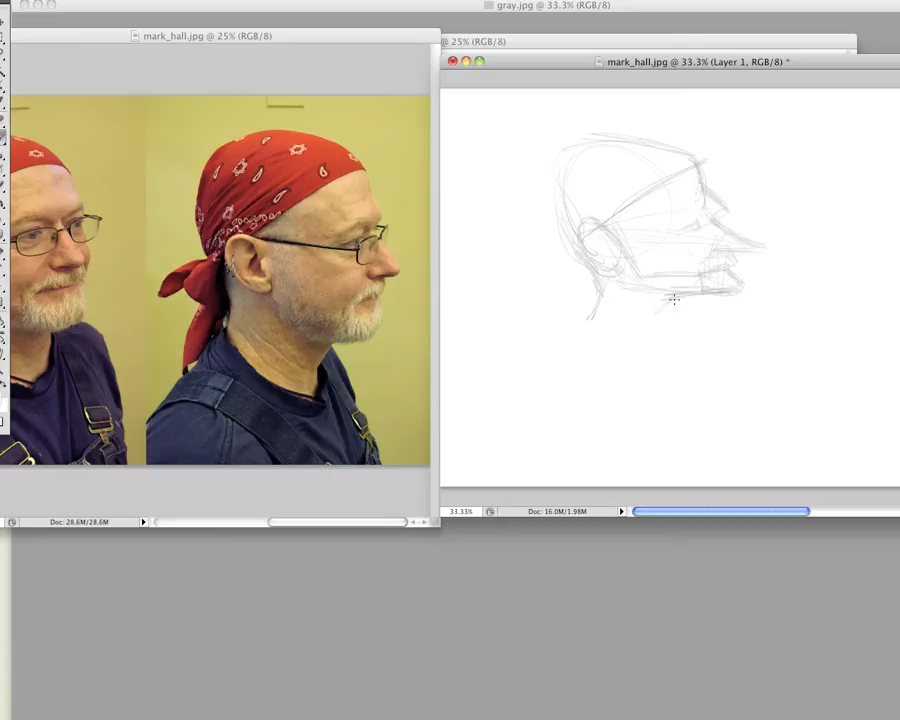 gray.jpg @ 33.3% (RGB/8)
mark_hall.jpg @ 25% (RGB/8)
@ 25% (RGB/8)
mark_hall.jpg @ 33.3% (Layer 1, RGB/8) *
33.33%
Doc: 16.0M/1.98M
Doc: 28.6M/28.6M